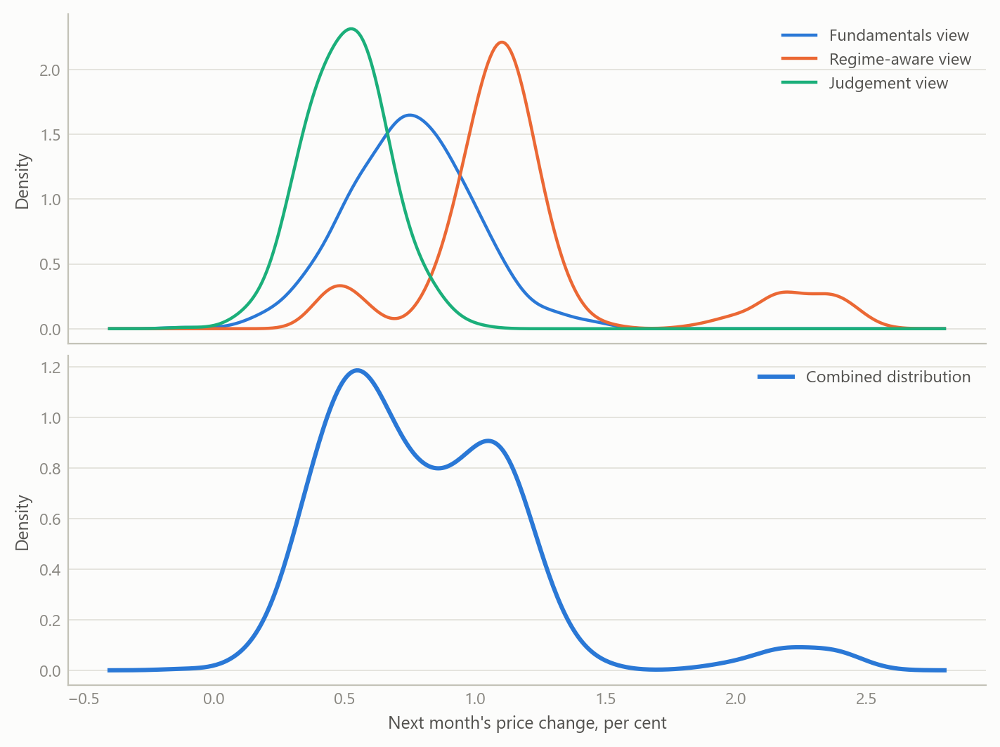 Fundamentals view
Regime-aware view
Judgement view
Density
2.0
1.5
1.0
0.5
0.0
Combined distribution
Density
1.2
1.0
0.8
0.6
0.4
0.2
0.0
−0.5 0.0 0.5 1.0 1.5 2.0 2.5
Next month's price change, per cent